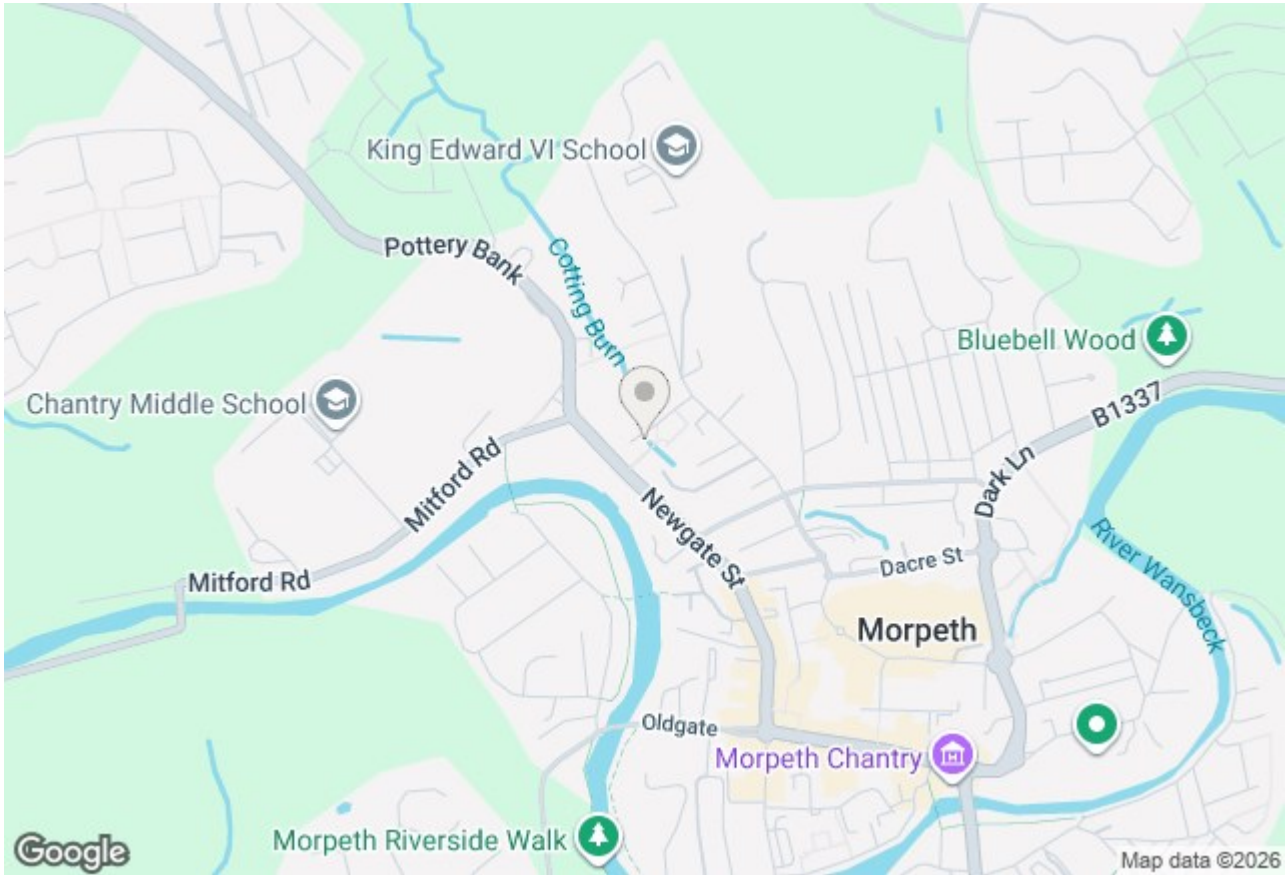 King Edward VI School
Pottery Bank
Cotting Burn
Bluebell Wood
Chantry Middle School
B1337
Mitford Rd
Dark Ln
Newgate St
River Wansbeck
Dacre St
Mitford Rd
Morpeth
Oldgate
Morpeth Chantry
Morpeth Riverside Walk
Google
Map data ©2026